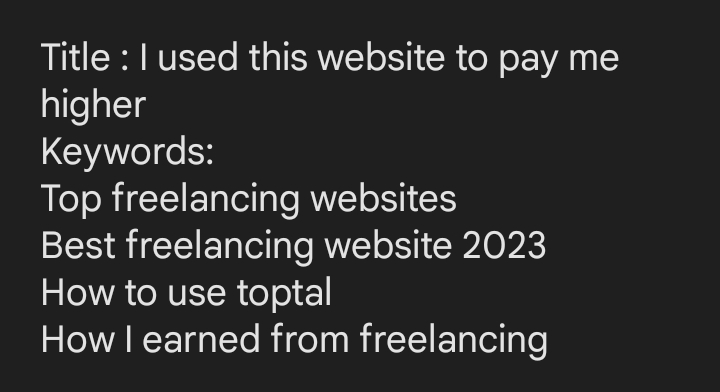 Title : I used this website to pay me
higher
Keywords:
Top freelancing websites
Best freelancing website 2023
How to use toptal
How I earned from freelancing